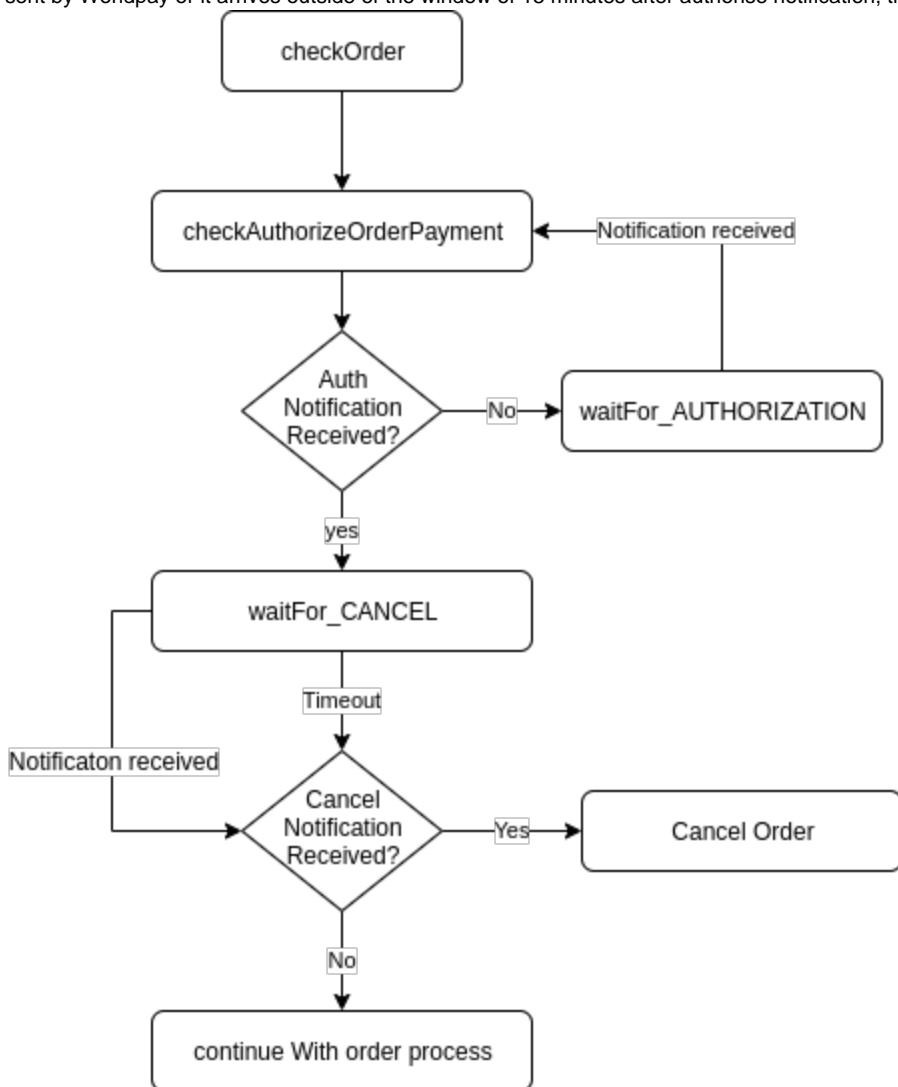 sent by Worldpay or it arrives outside of the window of 15 minutes after authorise notification, th
checkOrder
checkAuthorizeOrderPayment
Notification received
Auth
Notification
Received?
No
waitFor_AUTHORIZATION
yes
waitFor_CANCEL
Timeout
Notificaton received
Cancel
Notification
Received?
Yes
Cancel Order
No
continue With order process